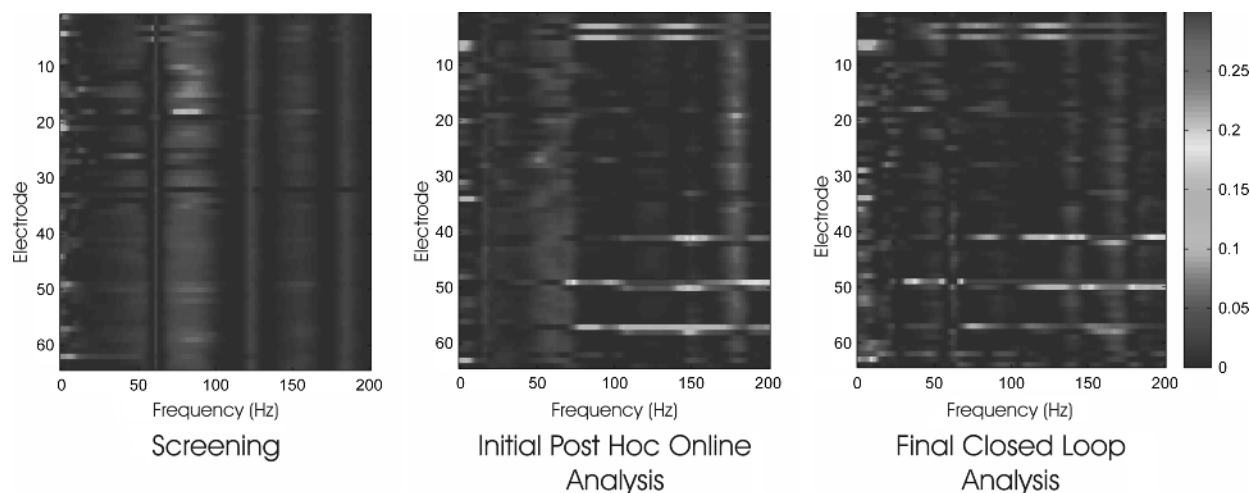 10
20
30
40
50
60
Electrode
0 50 100 150 200
Frequency (Hz)
Screening
10
20
30
40
50
60
Electrode
0 50 100 150 200
Frequency (Hz)
Initial Post Hoc Online
Analysis
10
20
30
40
50
60
Electrode
0 50 100 150 200
Frequency (Hz)
Final Closed Loop
Analysis
0.25
0.2
0.15
0.1
0.05
0